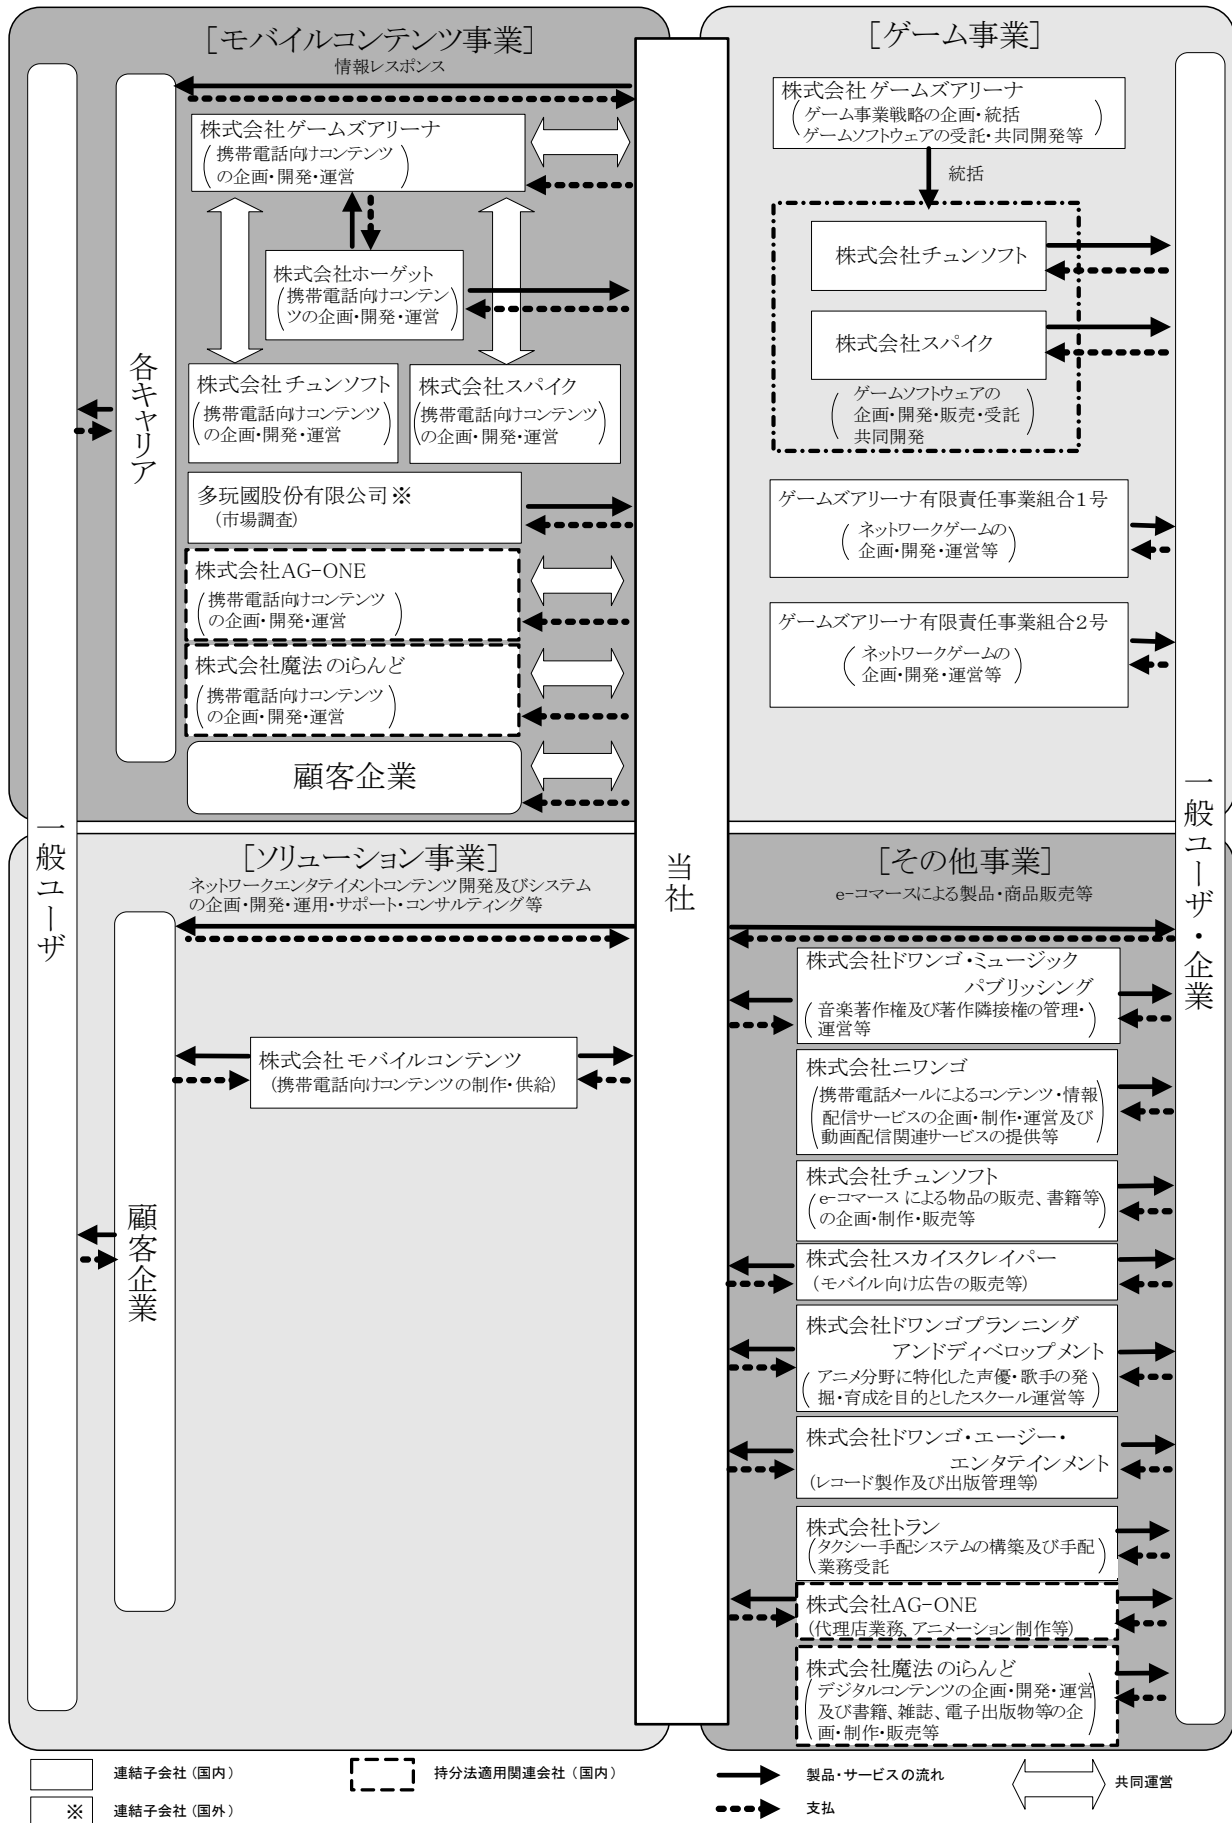 [モバイルコンテンツ事業]
情報レスポンス
株式会社ゲームズアリーナ
(携帯電話向けコンテンツ
の企画・開発・運営)
株式会社ホーゲット
(携帯電話向けコンテン
ツの企画・開発・運営)
株式会社チュンソフト
(携帯電話向けコンテンツ
の企画・開発・運営)
株式会社スパイク
(携帯電話向けコンテンツ
の企画・開発・運営)
多玩國股份有限公司※
(市場調査)
株式会社AG-ONE
(携帯電話向けコンテンツ
の企画・開発・運営)
株式会社魔法のiらんど
(携帯電話向けコンテンツ
の企画・開発・運営)
顧客企業
各キャリア
一般ユーザ
[ゲーム事業]
株式会社ゲームズアリーナ
(ゲーム事業戦略の企画・統括
ゲームソフトウェアの受託・共同開発等)
統括
株式会社チュンソフト
株式会社スパイク
(ゲームソフトウェアの
企画・開発・販売・受託
共同開発)
ゲームズアリーナ有限責任事業組合1号
(ネットワークゲームの
企画・開発・運営等)
ゲームズアリーナ有限責任事業組合2号
(ネットワークゲームの
企画・開発・運営等)
当社
一般ユーザ・企業
[ソリューション事業]
ネットワークエンタテイメントコンテンツ開発及びシステム
の企画・開発・運用・サポート・コンサルティング等
株式会社モバイルコンテンツ
(携帯電話向けコンテンツの制作・供給)
顧客企業
[その他事業]
e-コマースによる製品・商品販売等
株式会社ドワンゴ・ミュージック
パブリッシング
(音楽著作権及び著作隣接権の管理・
運営等)
株式会社ニワンゴ
(携帯電話メールによるコンテンツ・情報
配信サービスの企画・制作・運営及び
動画配信関連サービスの提供等)
株式会社チュンソフト
(e-コマースによる物品の販売、書籍等
の企画・制作・販売等)
株式会社スカイスクレイパー
(モバイル向け広告の販売等)
株式会社ドワンゴプランニング
アンドディベロップメント
(アニメ分野に特化した声優・歌手の発
掘・育成を目的としたスクール運営等)
株式会社ドワンゴ・エージー・
エンタテインメント
(レコード製作及び出版管理等)
株式会社トラン
(タクシー手配システムの構築及び手配
業務受託)
株式会社AG-ONE
(代理店業務、アニメーション制作等)
株式会社魔法のiらんど
(デジタルコンテンツの企画・開発・運営
及び書籍、雑誌、電子出版物等の企
画・制作・販売等)
連結子会社(国内)
持分法適用関連会社(国内)
製品・サービスの流れ
共同運営
※
連結子会社(国外)
支払